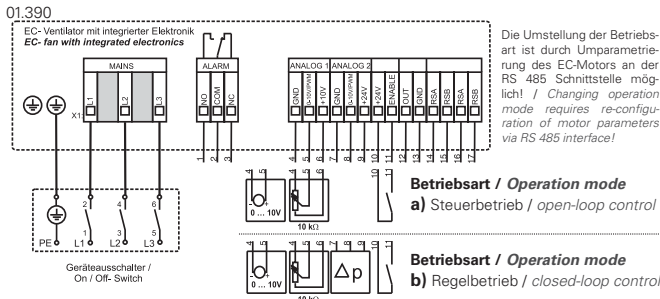 01.390
EC- Ventilator mit integrierter Elektronik
EC- fan with integrated electronics
MAINS
ALARM
ANALOG 1 ANALOG 2
X1:
L1
L2
L3
NO
COM
NC
GND
0-10V/PWM
+10V
GND
0-10V/PWM
+24V
+24V
ENABLE
OUT
GND
RSA
RSB
RSA
RSB
1 2 3
4 5 6 7 8 9 10 11 12 13 14 15 16 17
Die Umstellung der Betriebs-
art ist durch Umparametrie-
rung des EC-Motors an der
RS 485 Schnittstelle mög-
lich! / Changing operation
mode requires re-configu-
ration of motor parameters
via RS 485 interface!
4 5 4 5 6 10 11
- +
0 ... 10V
10 kΩ
Betriebsart / Operation mode
a) Steuerbetrieb / open-loop control
2 4 6
1 3 5
PE L1 L2 L3
Geräteausschalter /
On / Off- Switch
4 5 4 5 6 7 8 9 10 11
- +
0 ... 10V
Δp
10 kΩ
Betriebsart / Operation mode
b) Regelbetrieb / closed-loop control